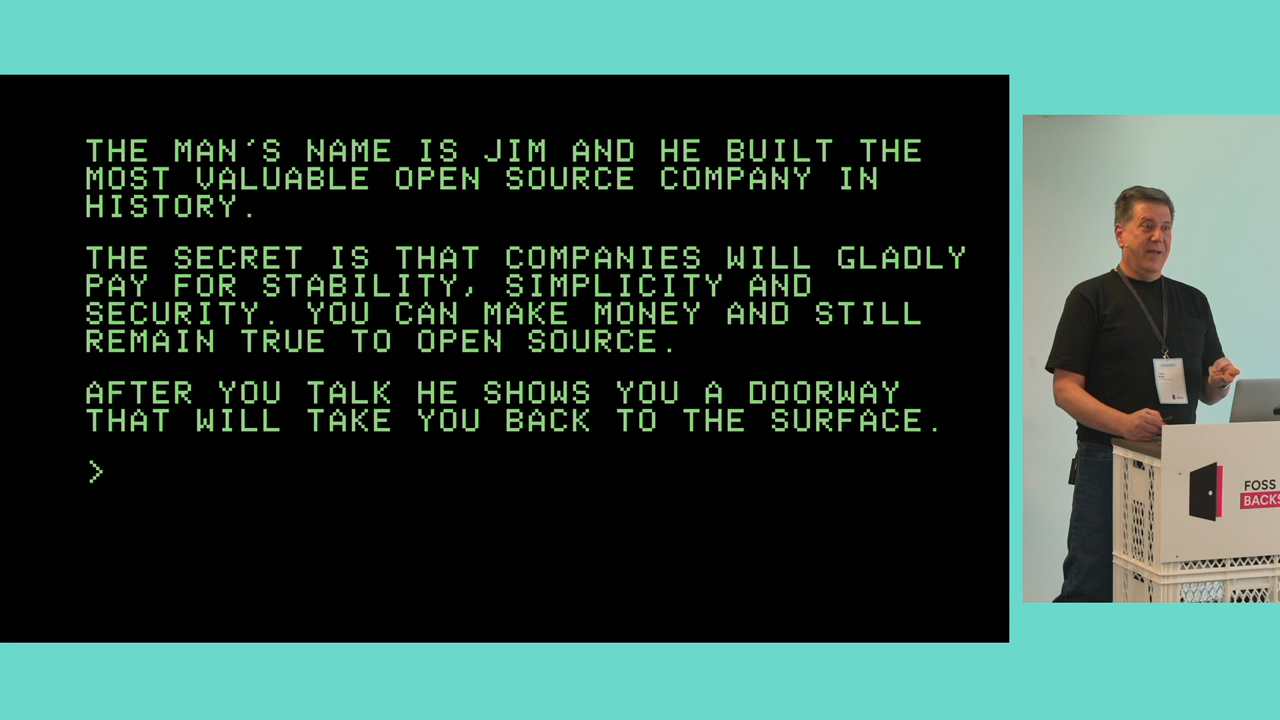 THE MAN´S NAME IS JIM AND HE BUILT THE
MOST VALUABLE OPEN SOURCE COMPANY IN
HISTORY.
THE SECRET IS THAT COMPANIES WILL GLADLY
PAY FOR STABILITY, SIMPLICITY AND
SECURITY. YOU CAN MAKE MONEY AND STILL
REMAIN TRUE TO OPEN SOURCE.
AFTER YOU TALK HE SHOWS YOU A DOORWAY
THAT WILL TAKE YOU BACK TO THE SURFACE.
>
FOSS
BACKS